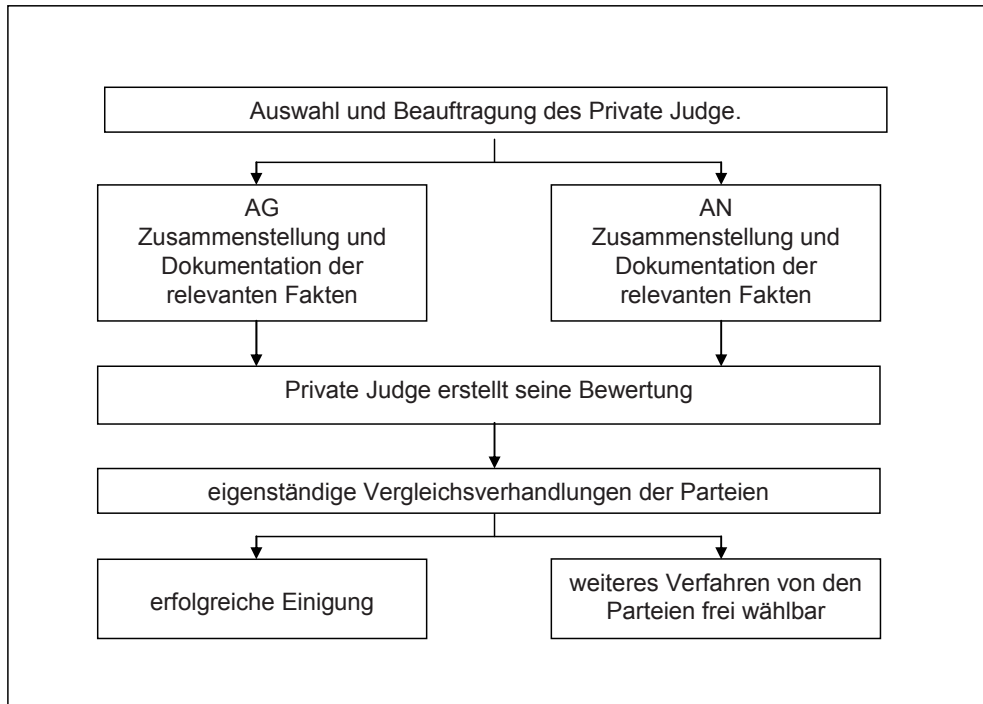 Auswahl und Beauftragung des Private Judge.
AG
Zusammenstellung und
Dokumentation der
relevanten Fakten
AN
Zusammenstellung und
Dokumentation der
relevanten Fakten
Private Judge erstellt seine Bewertung
eigenständige Vergleichsverhandlungen der Parteien
erfolgreiche Einigung
weiteres Verfahren von den
Parteien frei wählbar